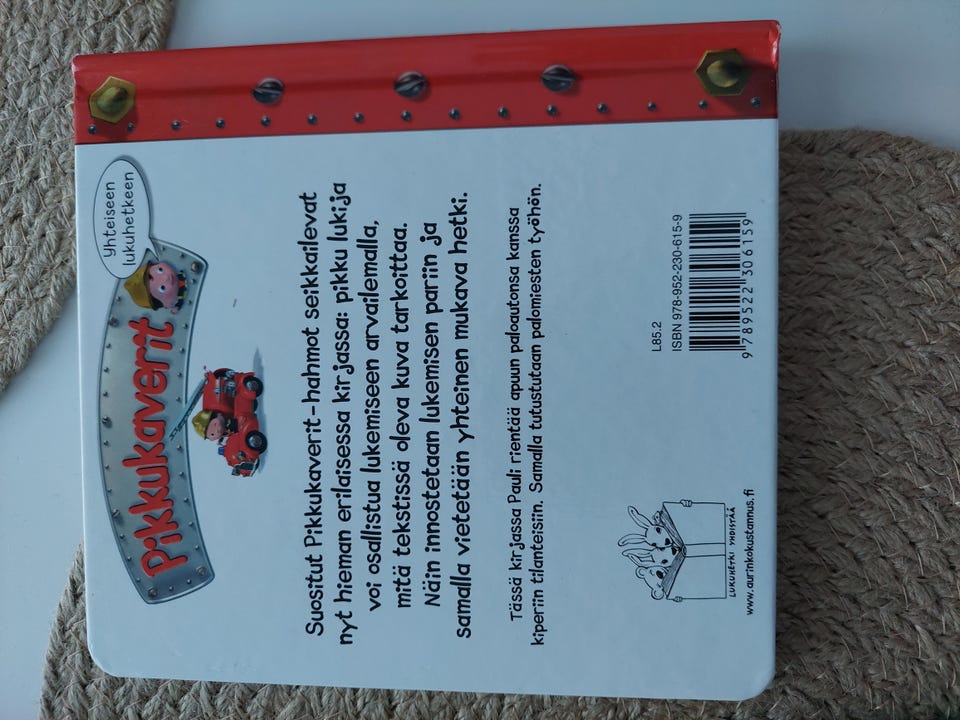 Yhteiseen
lukuhetkeen
Pikkukaverit
Suositut Pikkukaverit-hahmot seikkailevat
nyt hieman erilaisessa kirjassa: pikku lukija
voi osallistua lukemiseen arvailemalla,
mitä tekstissä oleva kuva tarkoittaa.
Näin innostetaan lukemisen pariin ja
samalla vietetään yhteinen mukava hetki.
Tässä kirjassa Pauli rientää apuun paloautonsa kanssa
kiperiin tilanteisiin. Samalla tutustutaan palomiesten työhön.
LUKUHETKI YHDISTÄÄ
www.aurinkokustannus.fi
L85.2
ISBN 978-952-230-615-9
9 789522 306159